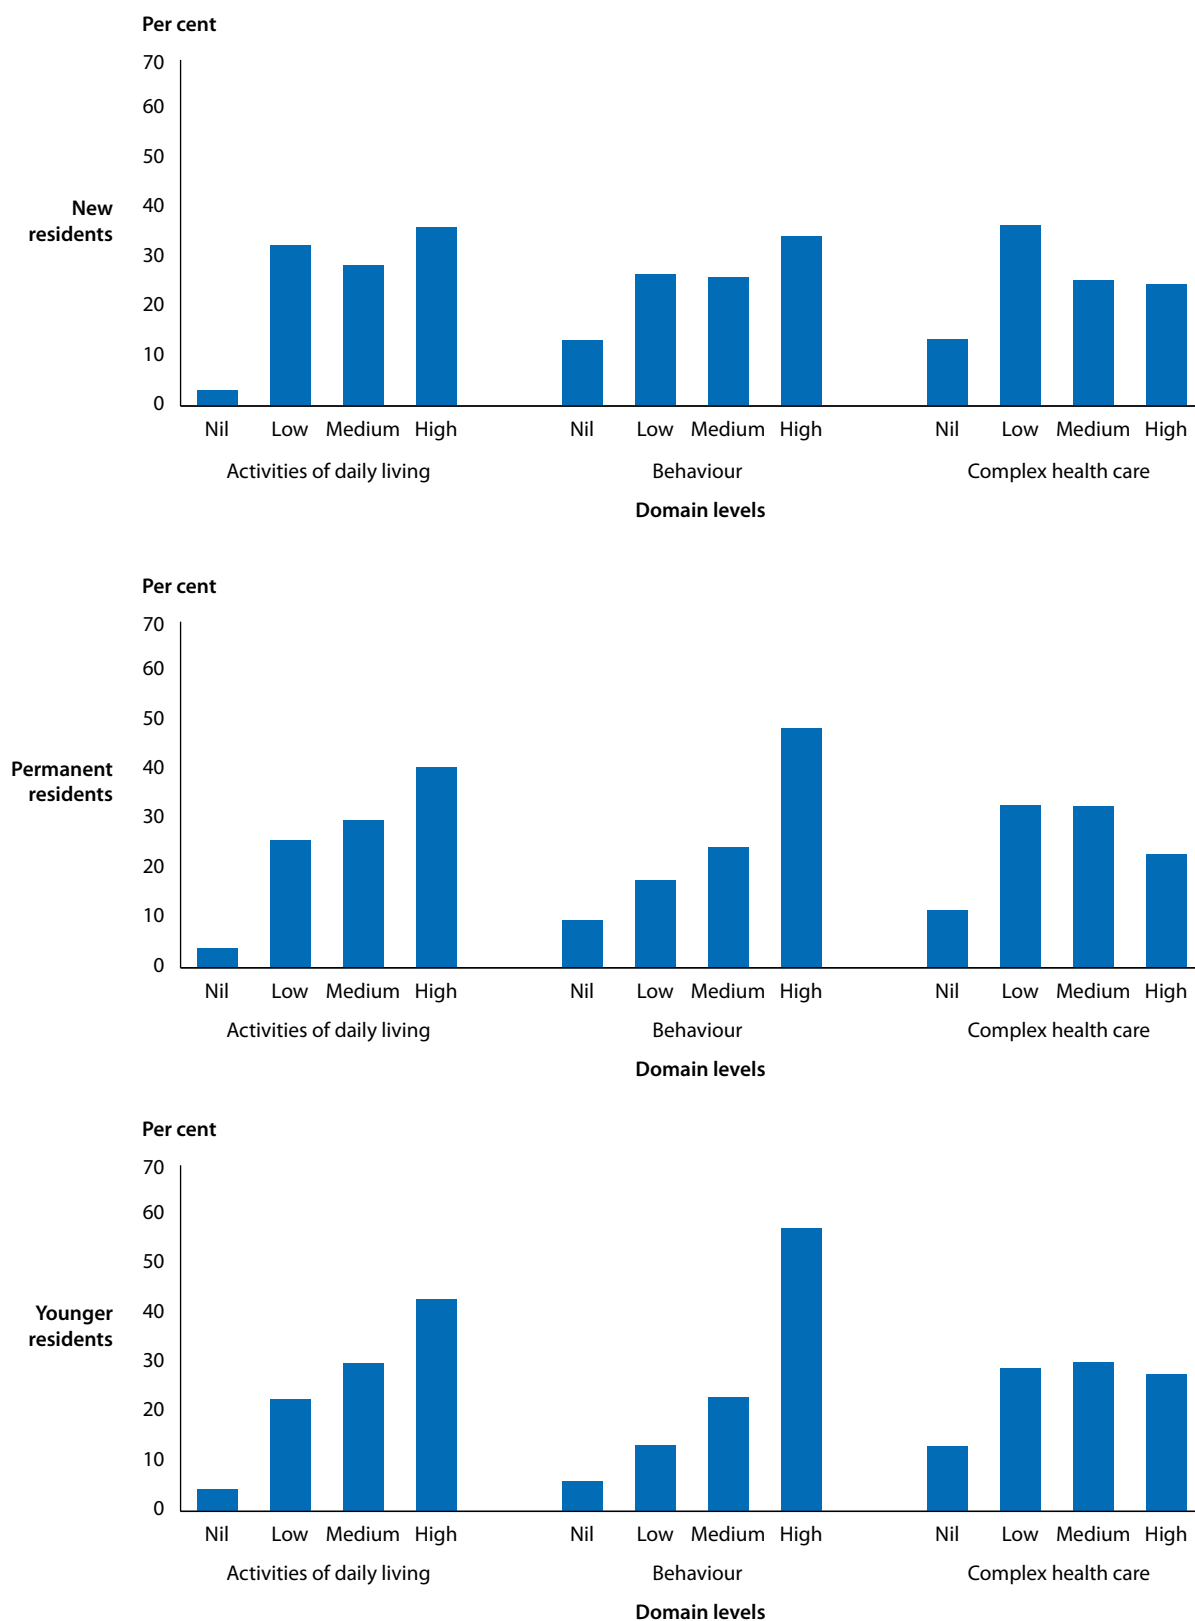 Per cent
70
60
50
40
30
20
10
0
New
residents
Nil Low Medium High Nil Low Medium High Nil Low Medium High
Activities of daily living Behaviour Complex health care
Domain levels
Per cent
70
60
50
40
30
20
10
0
Permanent
residents
Nil Low Medium High Nil Low Medium High Nil Low Medium High
Activities of daily living Behaviour Complex health care
Domain levels
Per cent
70
60
50
40
30
20
10
0
Younger
residents
Nil Low Medium High Nil Low Medium High Nil Low Medium High
Activities of daily living Behaviour Complex health care
Domain levels